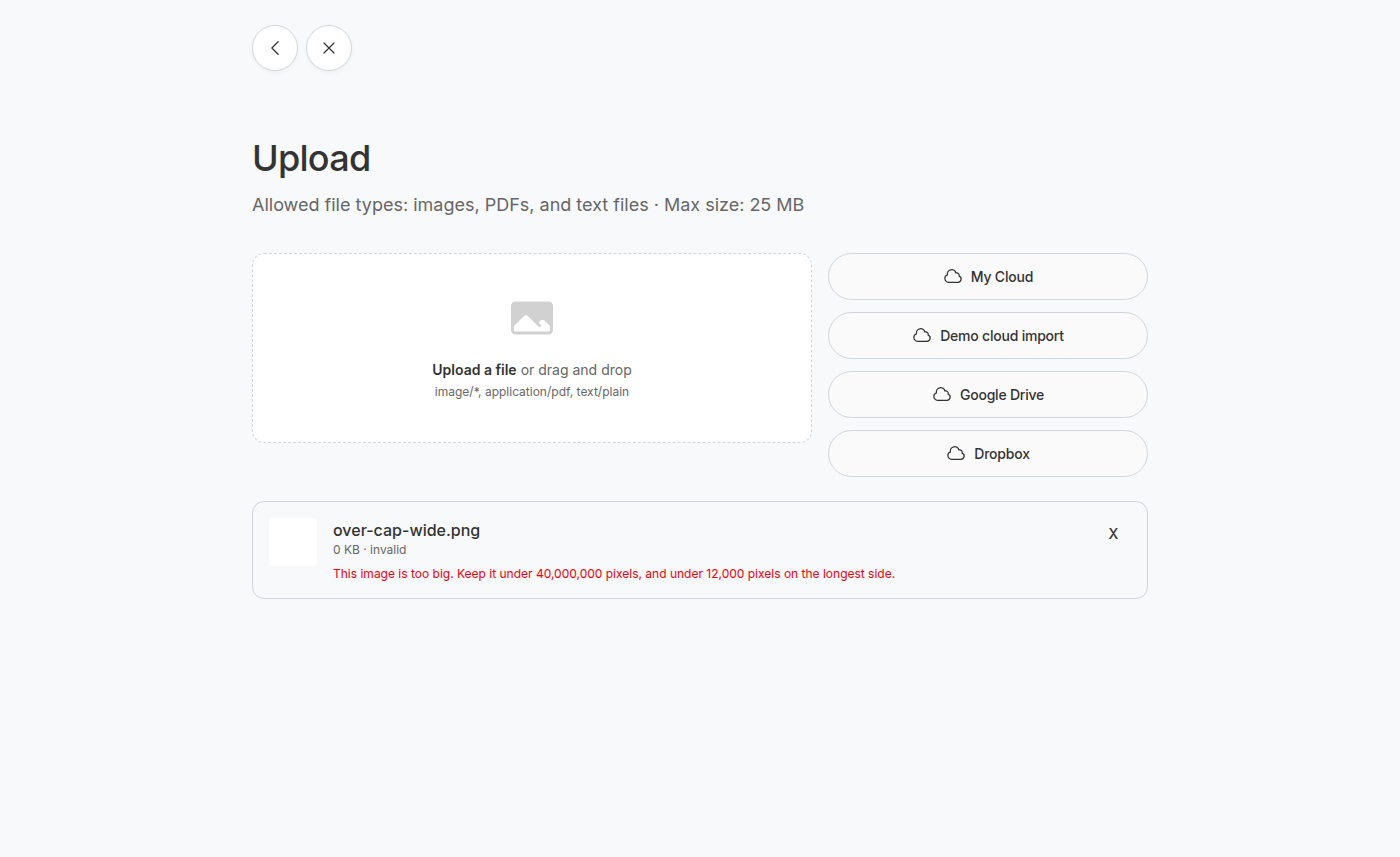 Upload
Allowed file types: images, PDFs, and text files · Max size: 25 MB
Upload a file or drag and drop
image/*, application/pdf, text/plain
My Cloud
Demo cloud import
Google Drive
Dropbox
over-cap-wide.png
X
0 KB · invalid
This image is too big. Keep it under 40,000,000 pixels, and under 12,000 pixels on the longest side.